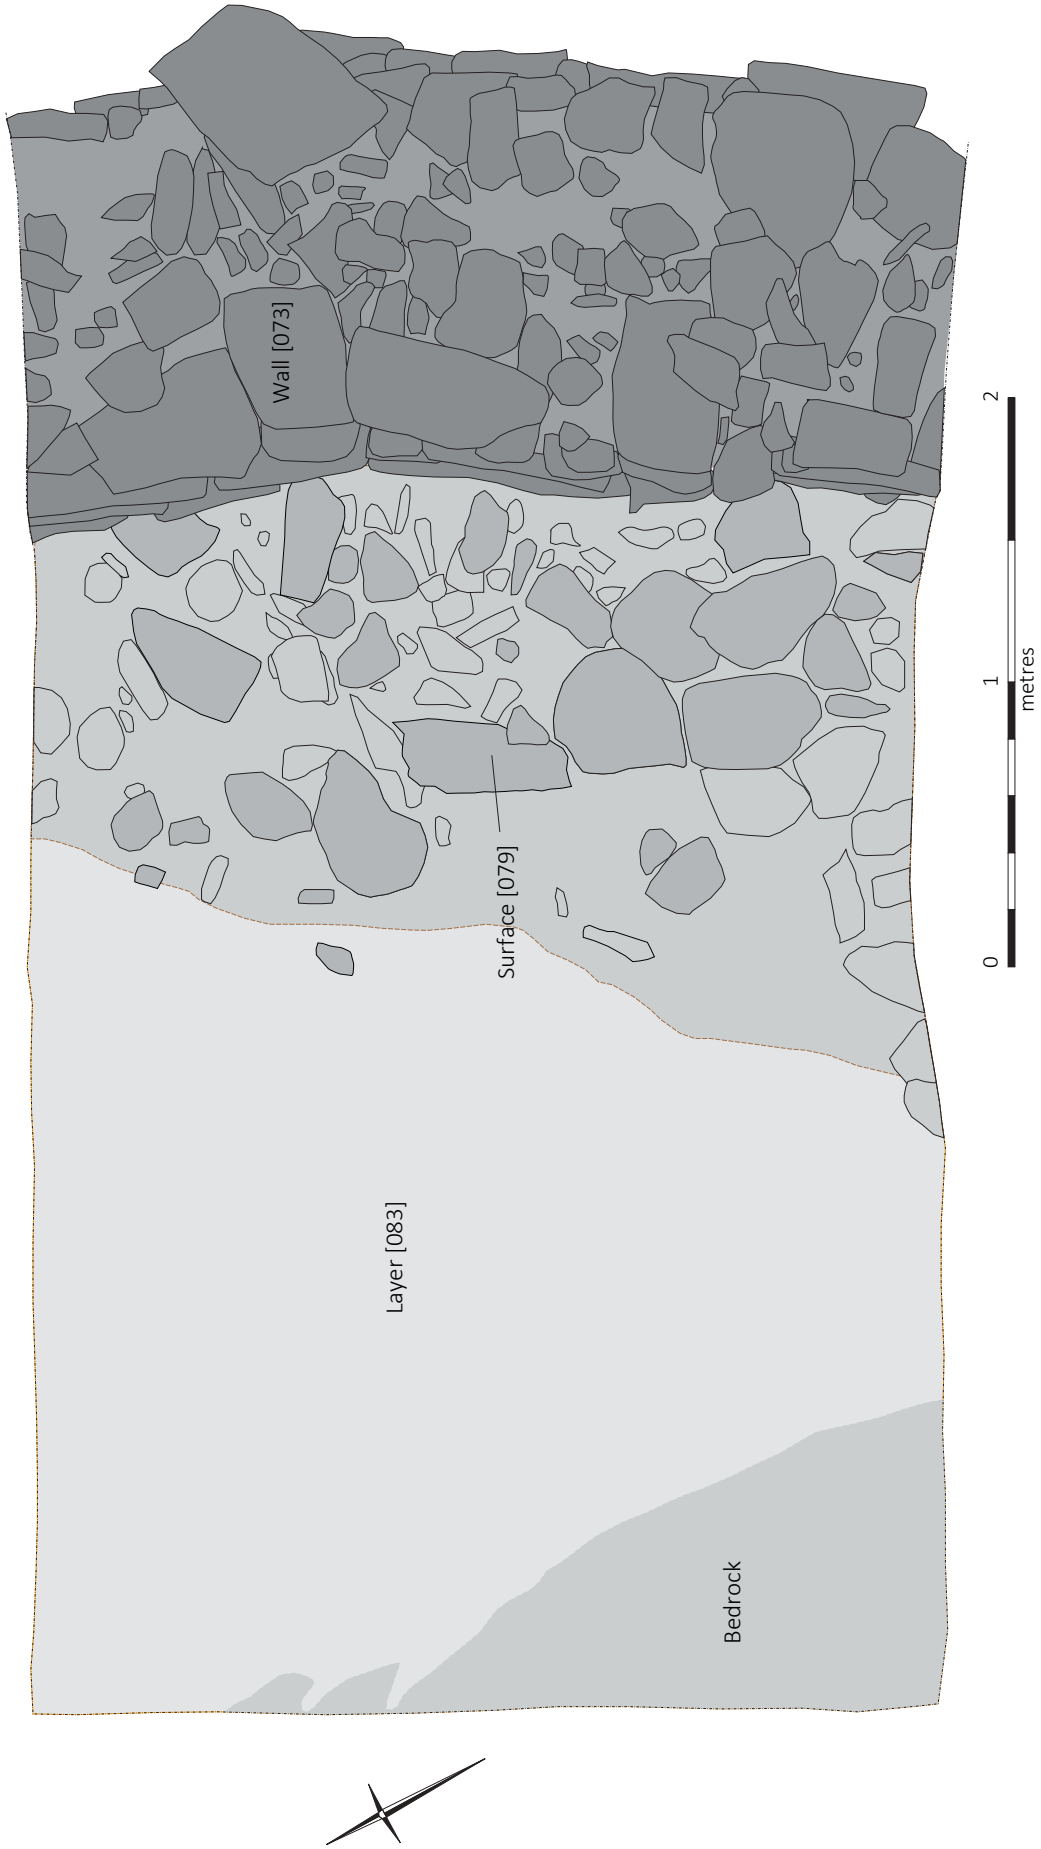 Wall [073]
Surface [079]
Layer [083]
Bedrock
0 1 2
metres